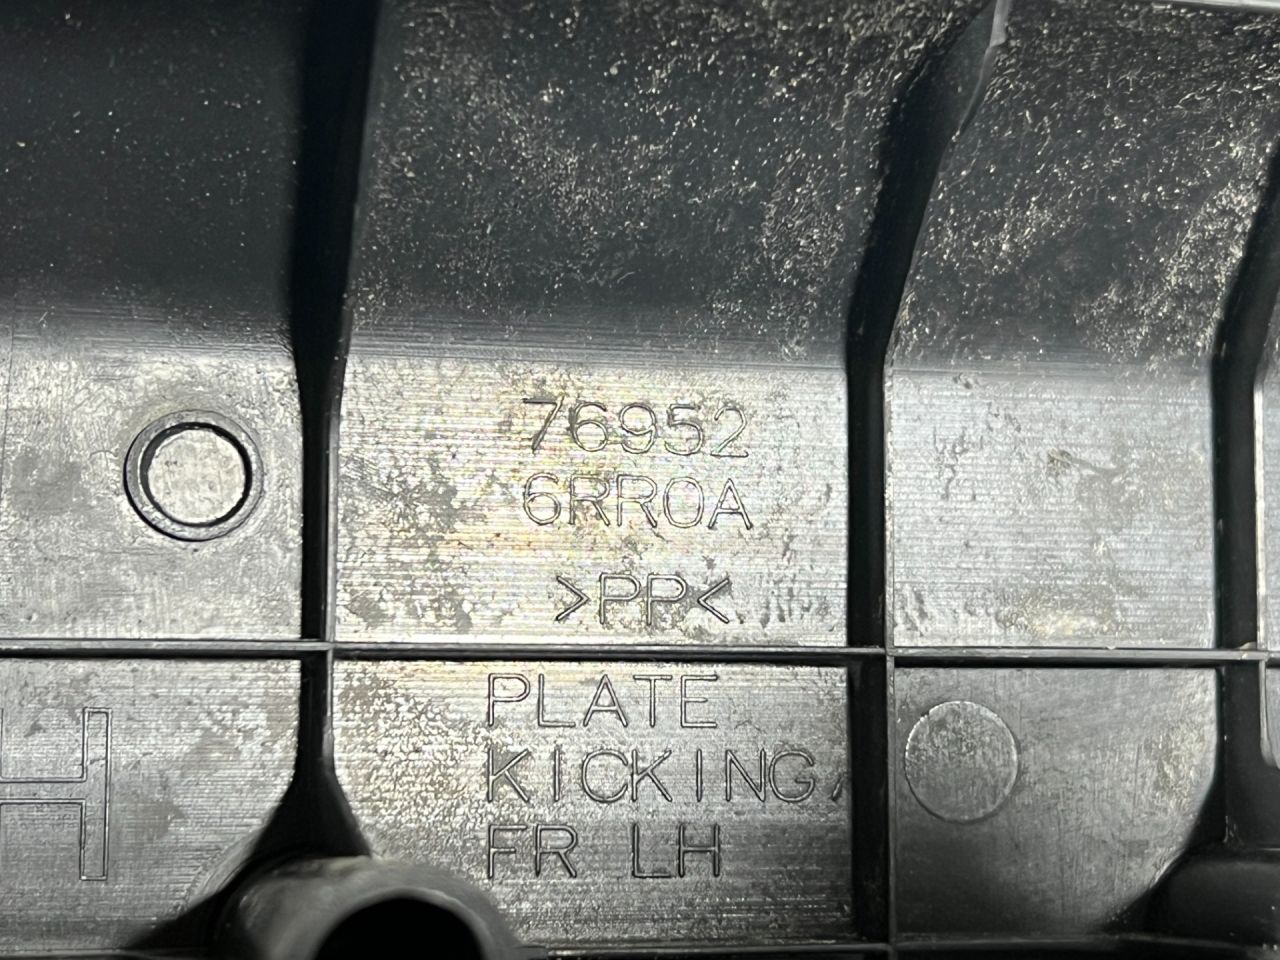 76952
6RR0A
>PP<
PLATE
KICKING,
FR LH
H